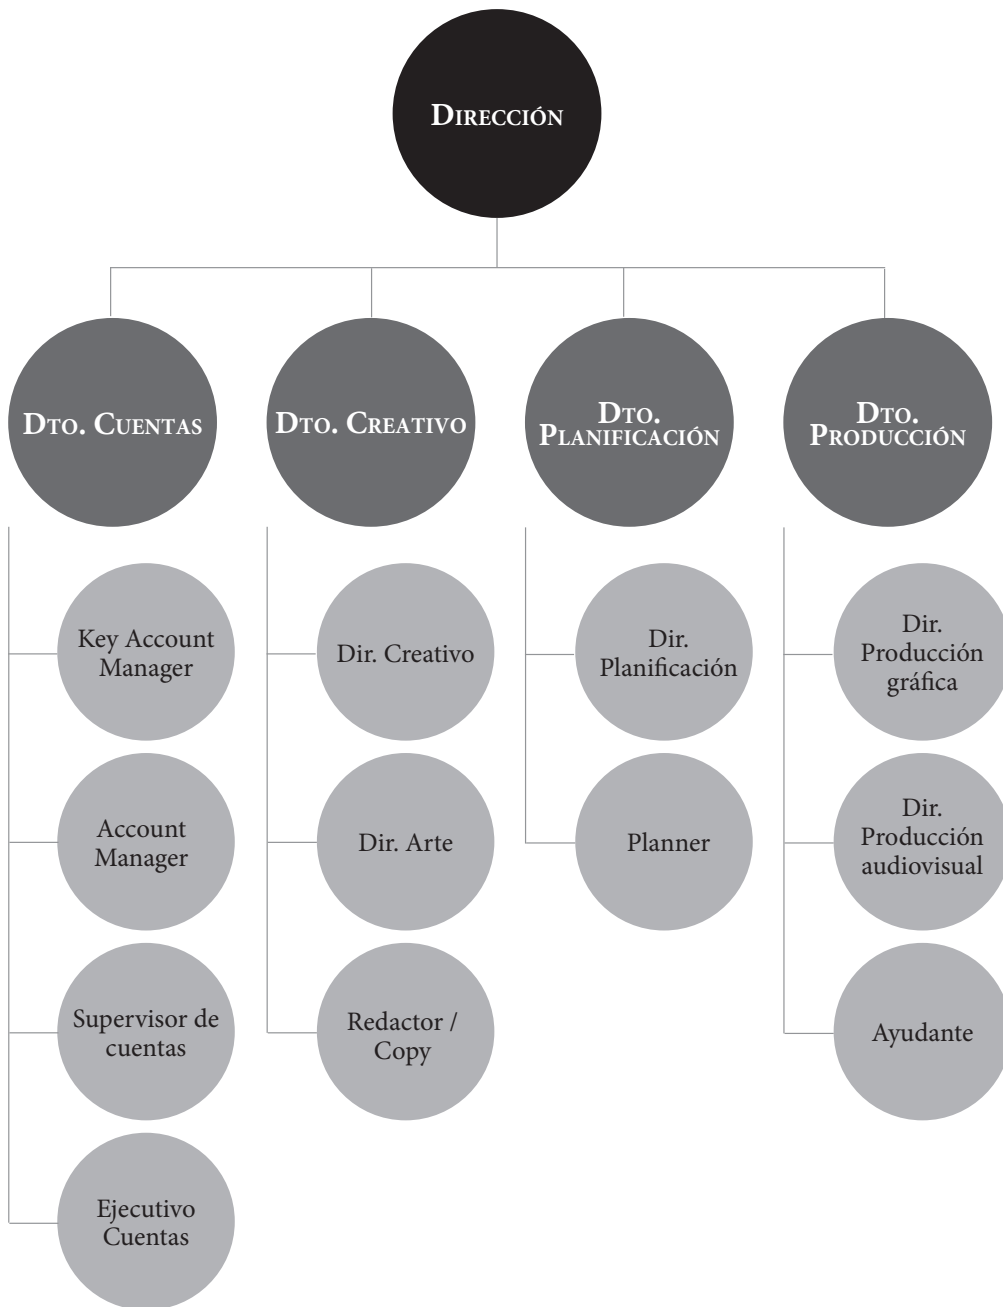 DIRECCIÓN
DTO. CUENTAS
DTO. CREATIVO
DTO.
PLANIFICACIÓN
DTO.
PRODUCCIÓN
Key Account
Manager
Account
Manager
Supervisor de
cuentas
Ejecutivo
Cuentas
Dir. Creativo
Dir. Arte
Redactor /
Copy
Dir.
Planificación
Planner
Dir.
Producción
gráfica
Dir.
Producción
audiovisual
Ayudante